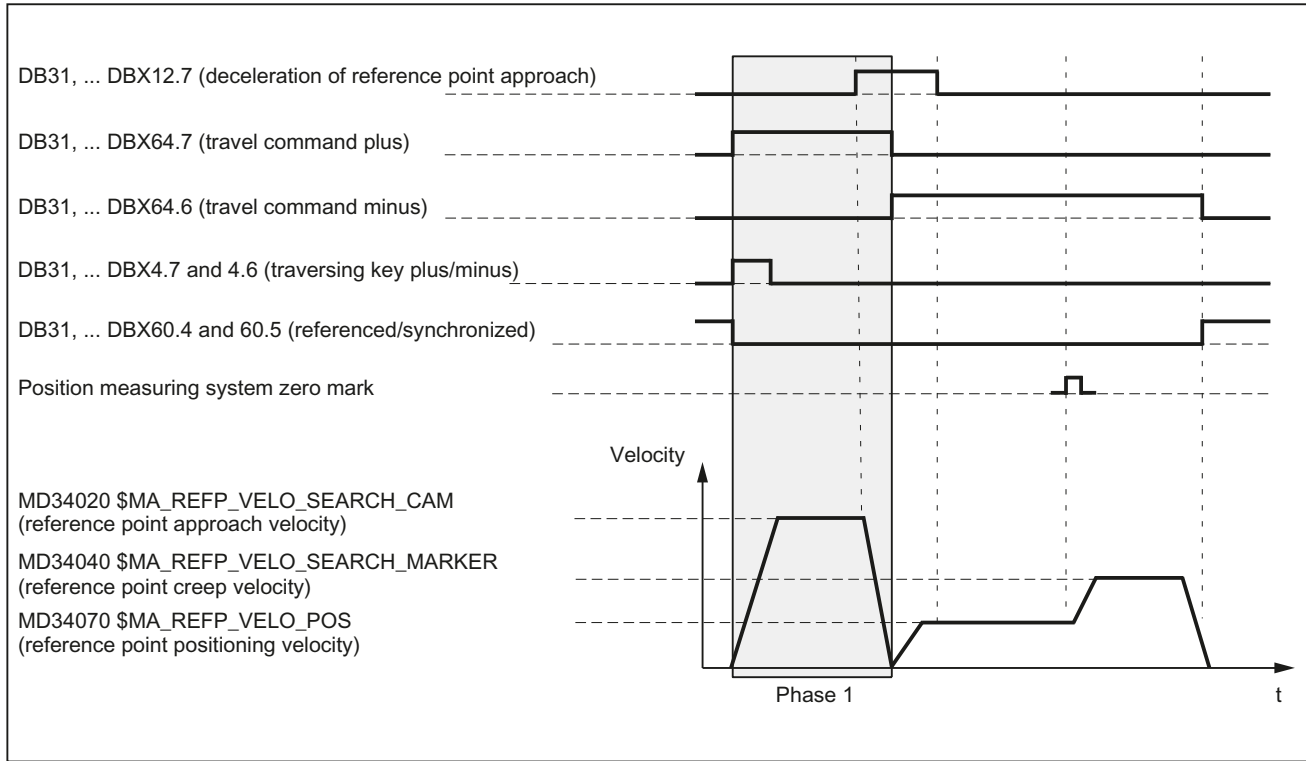 DB31, ... DBX12.7 (deceleration of reference point approach)
DB31, ... DBX64.7 (travel command plus)
DB31, ... DBX64.6 (travel command minus)
DB31, ... DBX4.7 and 4.6 (traversing key plus/minus)
DB31, ... DBX60.4 and 60.5 (referenced/synchronized)
Position measuring system zero mark
Velocity
MD34020 $MA_REFP_VELO_SEARCH_CAM
(reference point approach velocity)
MD34040 $MA_REFP_VELO_SEARCH_MARKER
(reference point creep velocity)
MD34070 $MA_REFP_VELO_POS
(reference point positioning velocity)
Phase 1
t